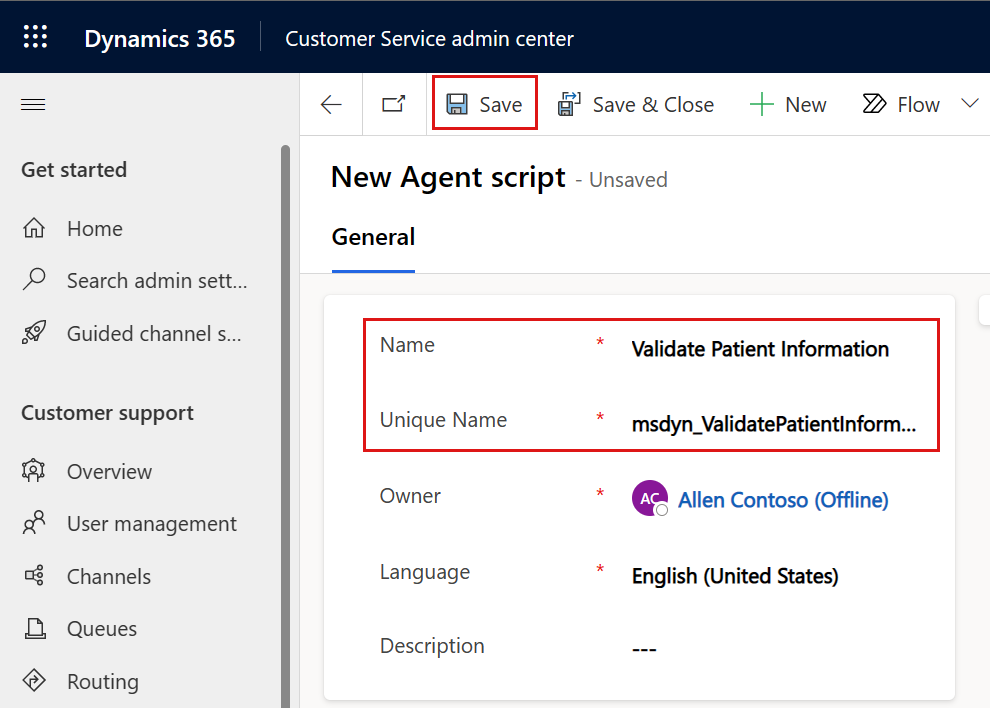 Dynamics 365 Customer Service admin center
Save Save & Close New Flow
New Agent script - Unsaved
General
Get started
Home
Search admin sett...
Guided channel s...
Customer support
Overview
User management
Channels
Queues
Routing
Name * Validate Patient Information
Unique Name * msdyn_ValidatePatientInform...
Owner * AC Allen Contoso (Offline)
Language * English (United States)
Description ---